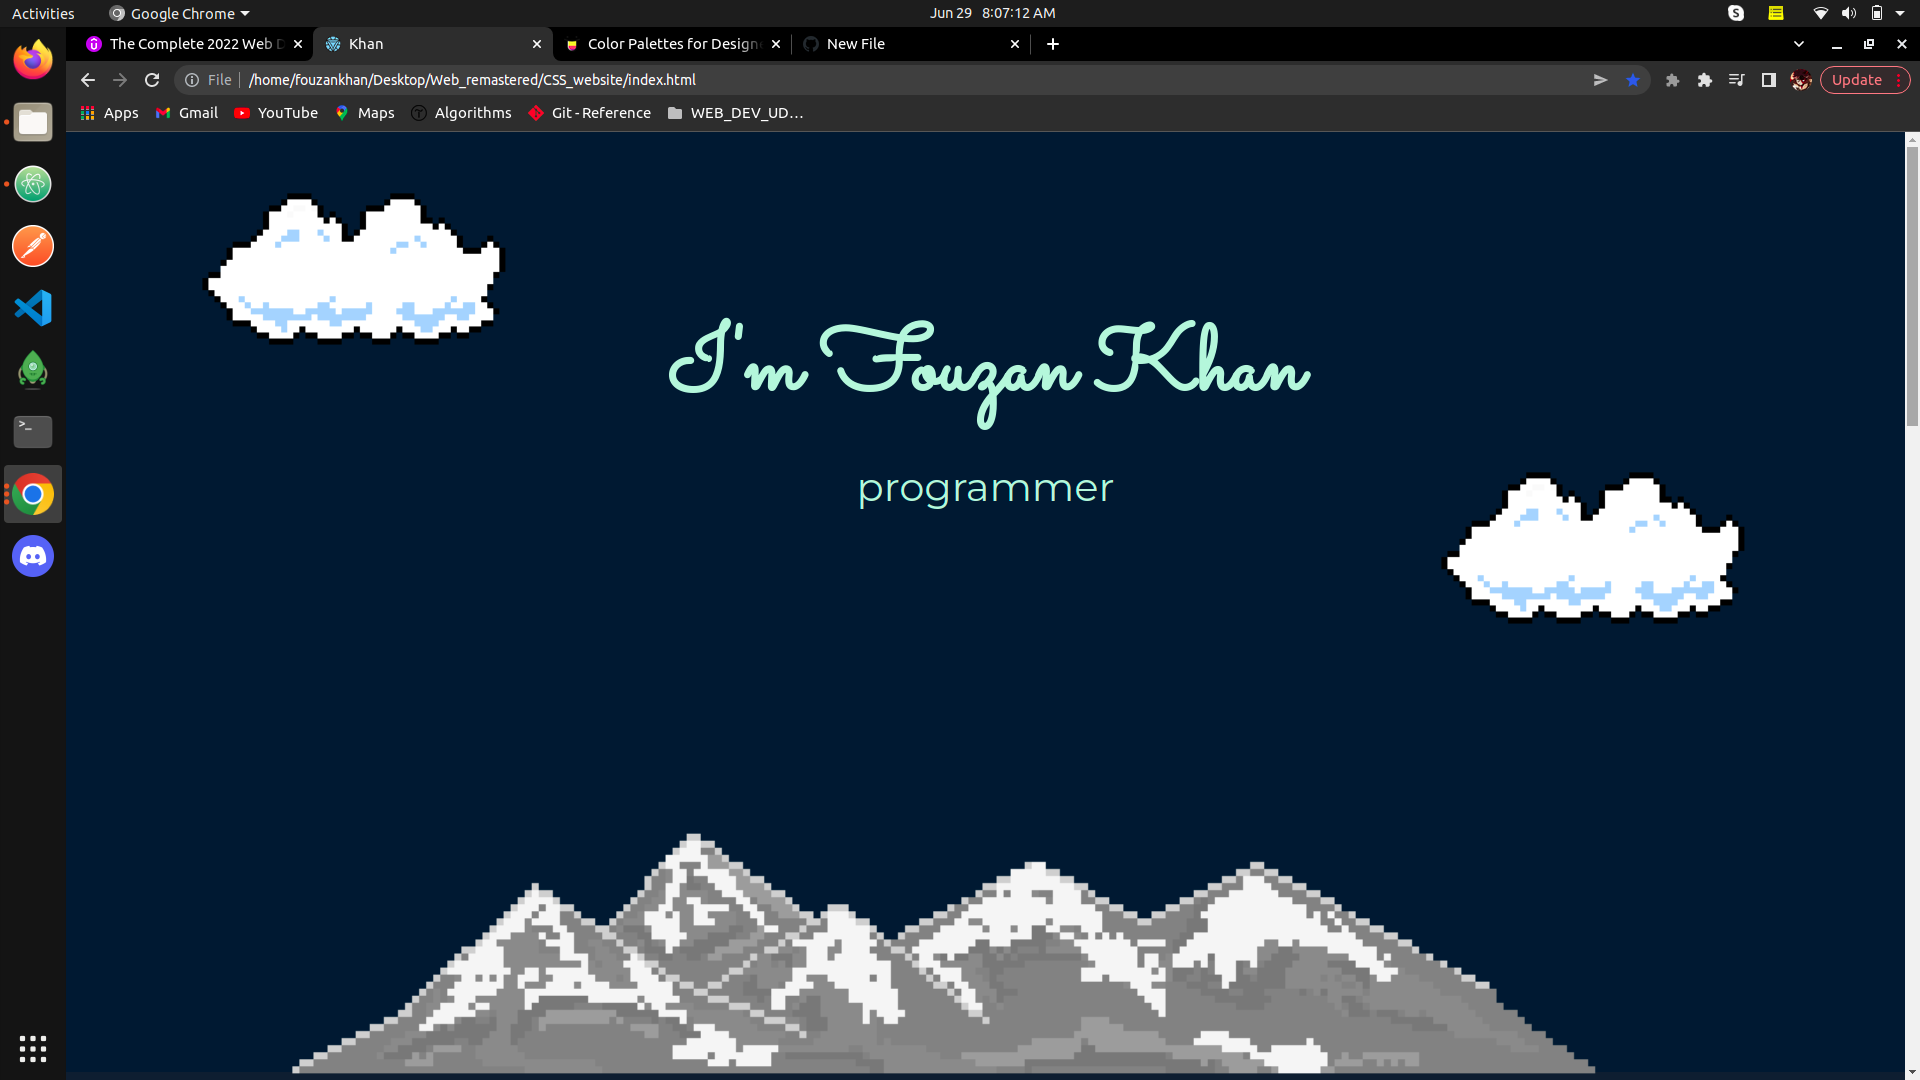 Activities
Google Chrome
Jun 29 8:07:12 AM
The Complete 2022 Web D
Khan
Color Palettes for Design
New File
File
/home/fouzankhan/Desktop/Web_remastered/CSS_website/index.html
Update
Apps
Gmail
YouTube
Maps
Algorithms
Git - Reference
WEB_DEV_UD...
I'm Fouzan Khan
programmer